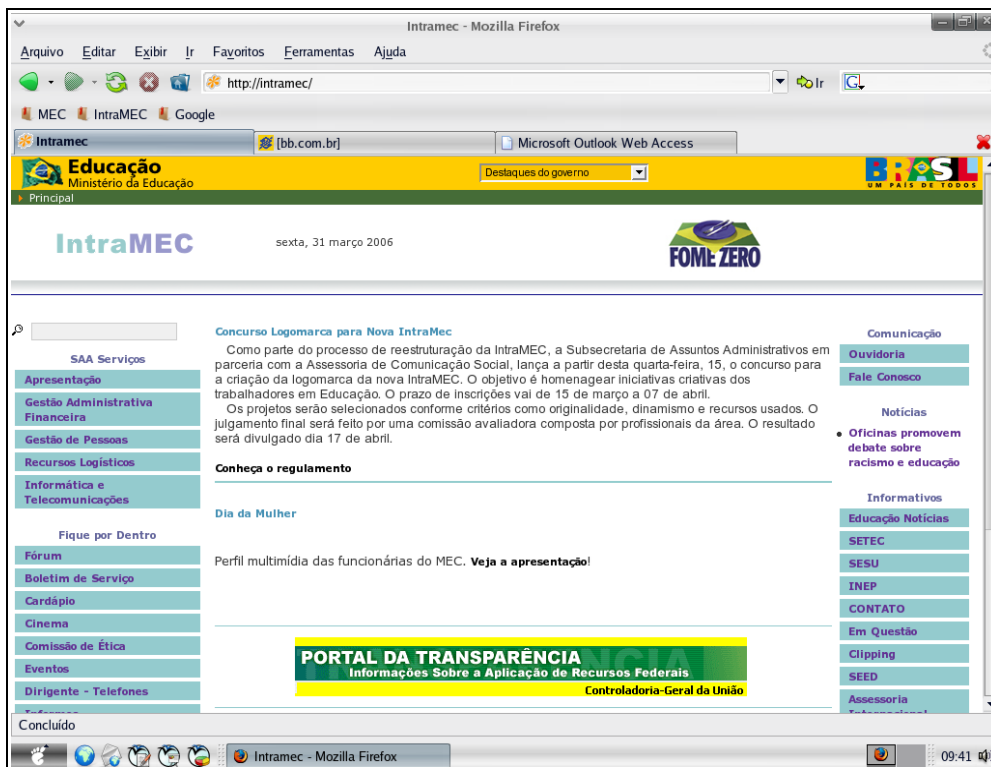 Intramec - Mozilla Firefox
Arquivo Editar Exibir Ir Favoritos Ferramentas Ajuda
http://intramec/ Ir G
MEC IntraMEC Google
Intramec [bb.com.br] Microsoft Outlook Web Access
Educação
Ministério da Educação
Destaques do governo
BRASIL
UM PAÍS DE TODOS
Principal
IntraMEC
sexta, 31 março 2006
FOME ZERO
SAA Serviços
Apresentação
Gestão Administrativa
Financeira
Gestão de Pessoas
Recursos Logísticos
Informática e
Telecomunicações
Fique por Dentro
Fórum
Boletim de Serviço
Cardápio
Cinema
Comissão de Ética
Eventos
Dirigente - Telefones
Informes
Concurso Logomarca para Nova IntraMec
Como parte do processo de reestruturação da IntraMEC, a Subsecretaria de Assuntos Administrativos em
parceria com a Assessoria de Comunicação Social, lança a partir desta quarta-feira, 15, o concurso para
a criação da logomarca da nova IntraMEC. O objetivo é homenagear iniciativas criativas dos
trabalhadores em Educação. O prazo de inscrições vai de 15 de março a 07 de abril.
Os projetos serão selecionados conforme critérios como originalidade, dinamismo e recursos usados. O
julgamento final será feito por uma comissão avaliadora composta por profissionais da área. O resultado
será divulgado dia 17 de abril.
Conheça o regulamento
Dia da Mulher
Perfil multimídia das funcionárias do MEC. Veja a apresentação!
PORTAL DA TRANSPARÊNCIA
Informações Sobre a Aplicação de Recursos Federais
Controladoria-Geral da União
Comunicação
Ouvidoria
Fale Conosco
Notícias
Oficinas promovem
debate sobre
racismo e educação
Informativos
Educação Notícias
SETEC
SESU
INEP
CONTATO
Em Questão
Clipping
SEED
Assessoria
Internacional
Concluído
Intramec - Mozilla Firefox
09:41